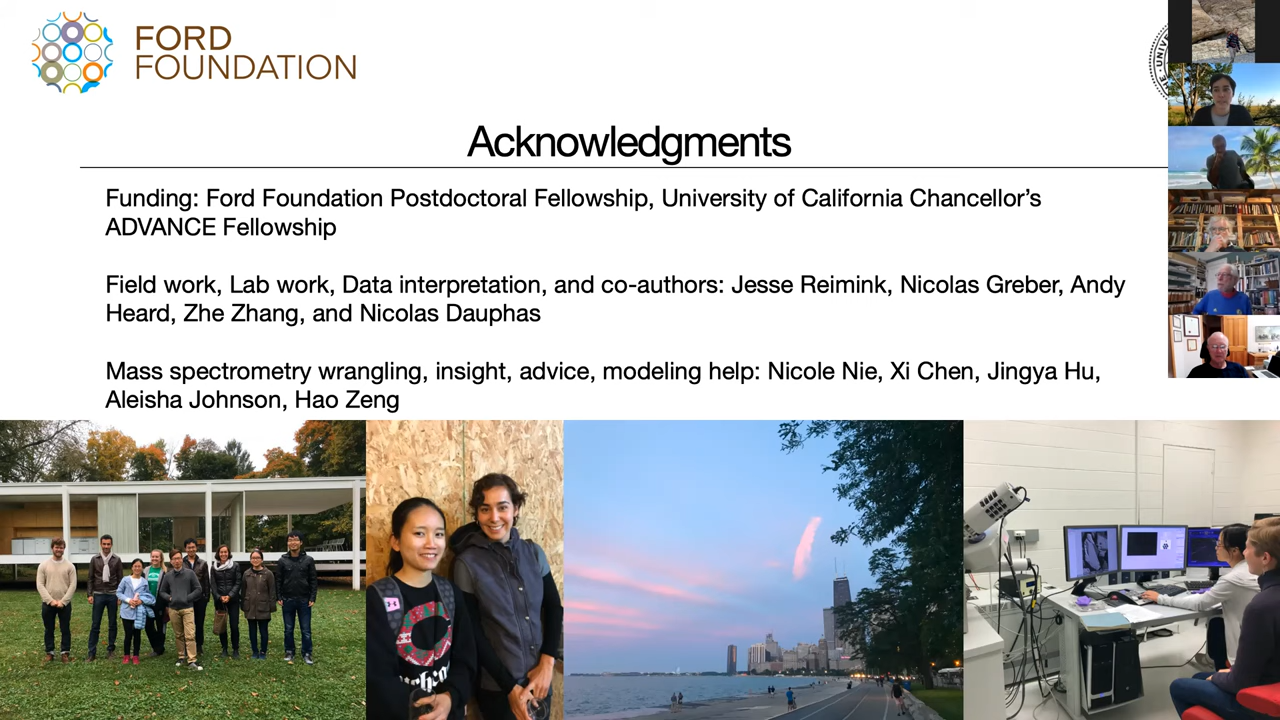 FORD
FOUNDATION
Acknowledgments
Funding: Ford Foundation Postdoctoral Fellowship, University of California Chancellor’s
ADVANCE Fellowship
Field work, Lab work, Data interpretation, and co-authors: Jesse Reimink, Nicolas Greber, Andy
Heard, Zhe Zhang, and Nicolas Dauphas
Mass spectrometry wrangling, insight, advice, modeling help: Nicole Nie, Xi Chen, Jingya Hu,
Aleisha Johnson, Hao Zeng